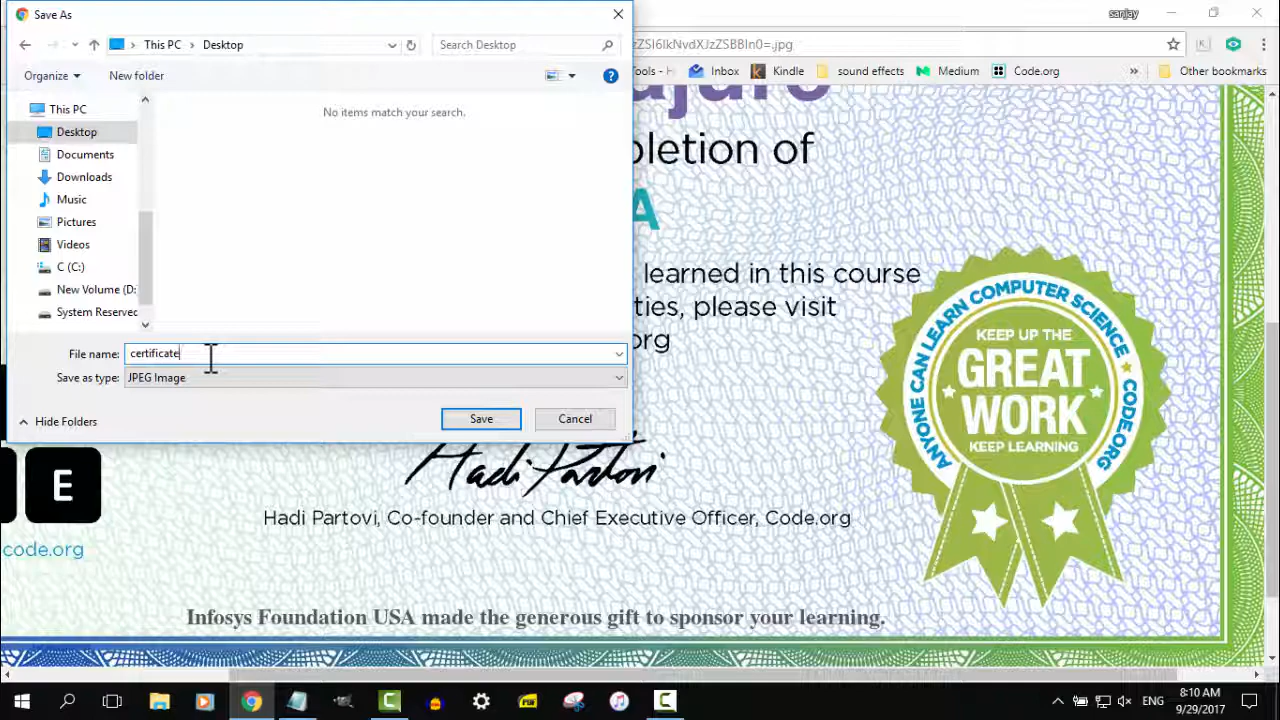 Save As
sanjay
This PC
Desktop
Search Desktop
zZSI6IkNvdXJzZSBBIn0=.jpg
Organize
New folder
Tools - H
Inbox
Kindle
sound effects
Medium
Code.org
»
Other bookmarks
No items match your search.
This PC
Desktop
Documents
Downloads
Music
Pictures
Videos
C (C:)
New Volume (D:
System Reserved
File name:
certificate
Save as type:
JPEG Image
Hide Folders
Save
Cancel
pletion of
A
learned in this course
ties, please visit
org
ANYONE CAN LEARN COMPUTER SCIENCE
CODE.ORG
KEEP UP THE
GREAT
WORK
KEEP LEARNING
E
code.org
Hadi Partovi
Hadi Partovi, Co-founder and Chief Executive Officer, Code.org
Infosys Foundation USA made the generous gift to sponsor your learning.
ENG
8:10 AM
9/29/2017